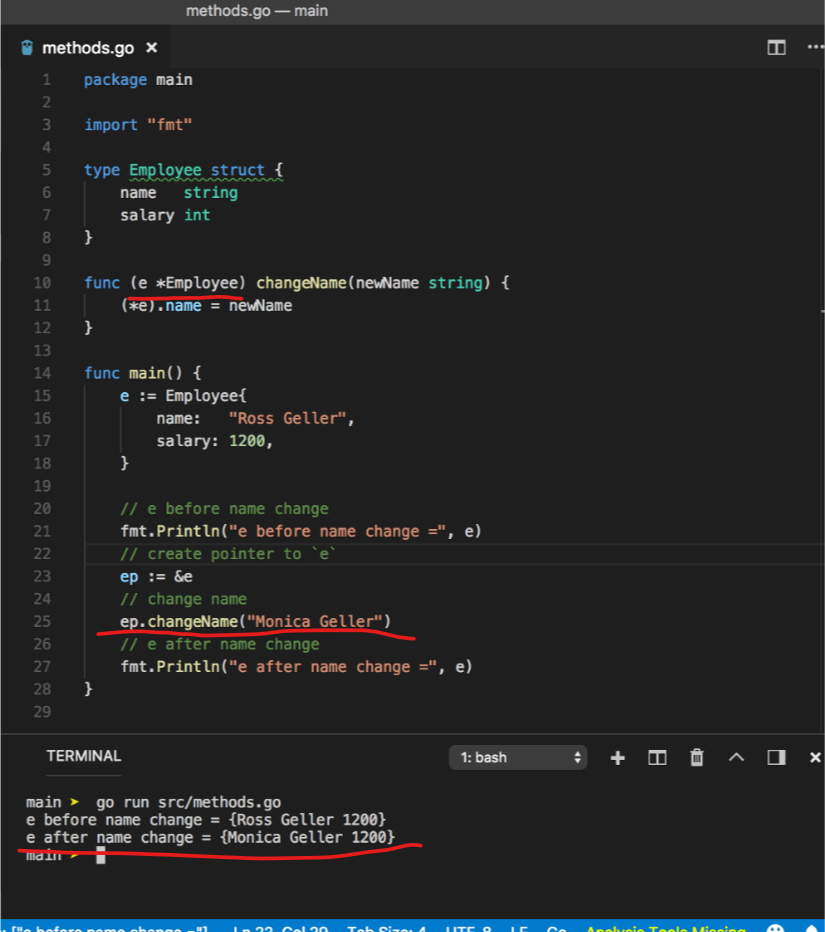 methods.go — main
methods.go ×
1 package main
2
3 import "fmt"
4
5 type Employee struct {
6     name   string
7     salary int
8 }
9
10 func (e *Employee) changeName(newName string) {
11     (*e).name = newName
12 }
13
14 func main() {
15     e := Employee{
16         name:   "Ross Geller",
17         salary: 1200,
18     }
19
20     // e before name change
21     fmt.Println("e before name change =", e)
22     // create pointer to `e`
23     ep := &e
24     // change name
25     ep.changeName("Monica Geller")
26     // e after name change
27     fmt.Println("e after name change =", e)
28 }
29
TERMINAL 1: bash
main ➤ go run src/methods.go
e before name change = {Ross Geller 1200}
e after name change = {Monica Geller 1200}
main ➤
: ["e before name change ="] Ln 22, Col 29 Tab Size: 4 UTF-8 LF Go Analysis Tools Missing